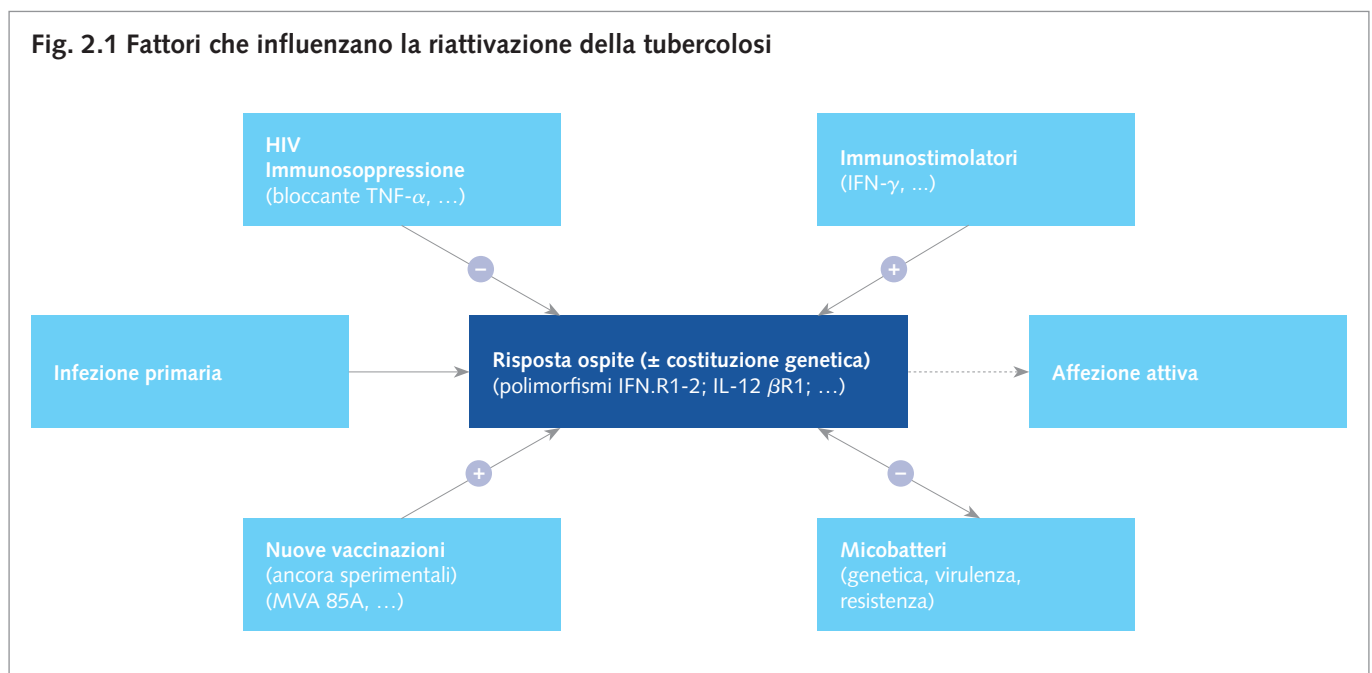 Fig. 2.1 Fattori che influenzano la riattivazione della tubercolosi
HIV
Immunosoppressione
(bloccante TNF-α, …)
Immunostimolatori
(IFN-γ, ...)
−
+
Infezione primaria
Risposta ospite (± costituzione genetica)
(polimorfismi IFN.R1-2; IL-12 βR1; …)
Affezione attiva
+
−
Nuove vaccinazioni
(ancora sperimentali)
(MVA 85A, …)
Micobatteri
(genetica, virulenza,
resistenza)